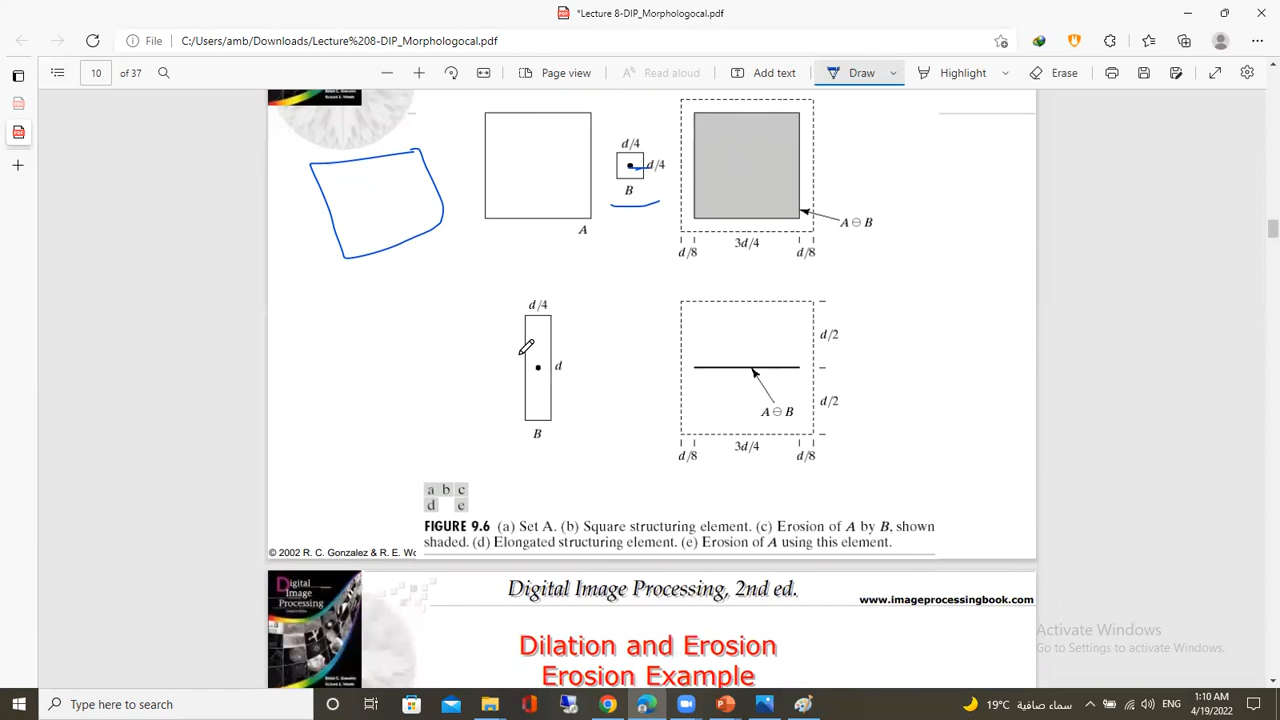 *Lecture 8-DIP_Morphologocal.pdf
File C:/Users/amb/Downloads/Lecture%208-DIP_Morphologocal.pdf
10 of 37 Page view Read aloud Add text Draw Highlight Erase
d/4
d/4
B
A
A ⊖ B
d/8 3d/4 d/8
d/4
d
B
d/2
d/2
A ⊖ B
d/8 3d/4 d/8
a b c
d e
FIGURE 9.6 (a) Set A. (b) Square structuring element. (c) Erosion of A by B, shown
shaded. (d) Elongated structuring element. (e) Erosion of A using this element.
© 2002 R. C. Gonzalez & R. E. Wo
Digital Image Processing
Digital Image Processing, 2nd ed.
www.imageprocessingbook.com
Dilation and Erosion
Erosion Example
Activate Windows
Go to Settings to activate Windows.
Type here to search
19°C سماء صافية
ENG
1:10 AM
4/19/2022